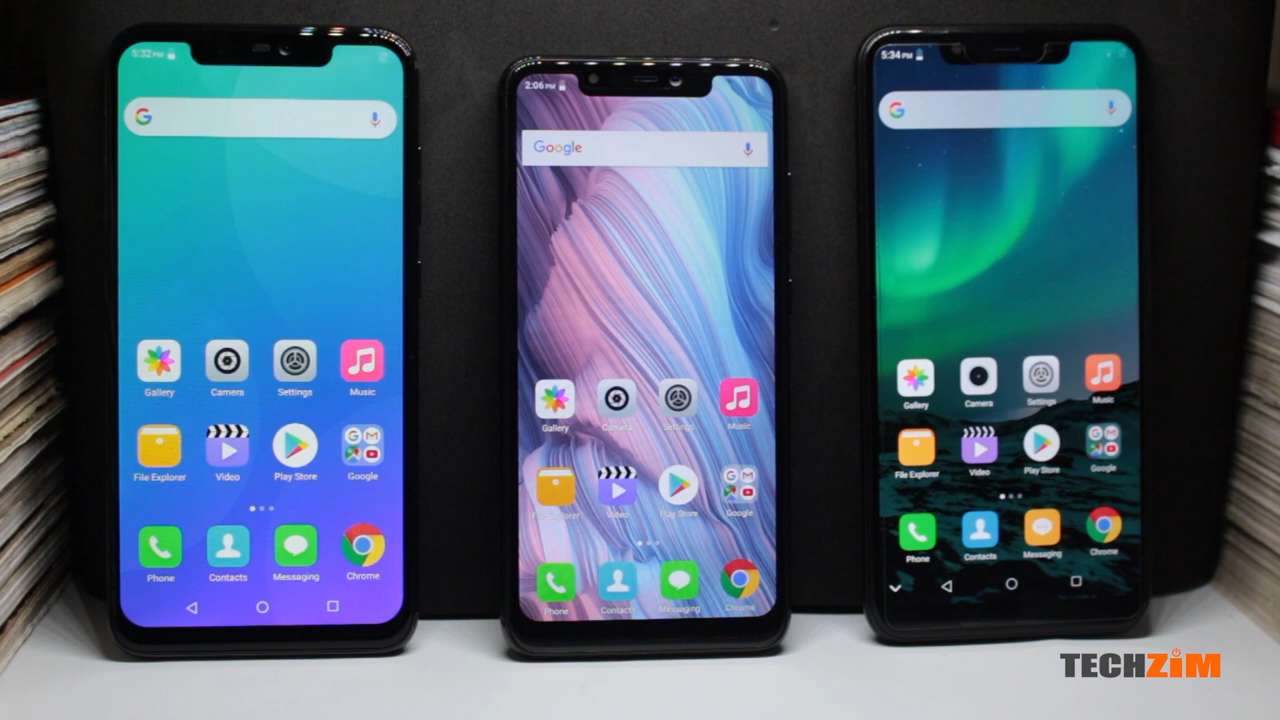 5:32 PM
Gallery Camera Settings Music
File Explorer Video Play Store Google
Phone Contacts Messaging Chrome
2:06 PM
Google
Gallery Camera Settings Music
File Explorer Video Play Store Google
Phone Contacts Messaging Chrome
5:34 PM
Gallery Camera Settings Music
File Explorer Video Play Store Google
Phone Contacts Messaging Chrome
TECHZiM